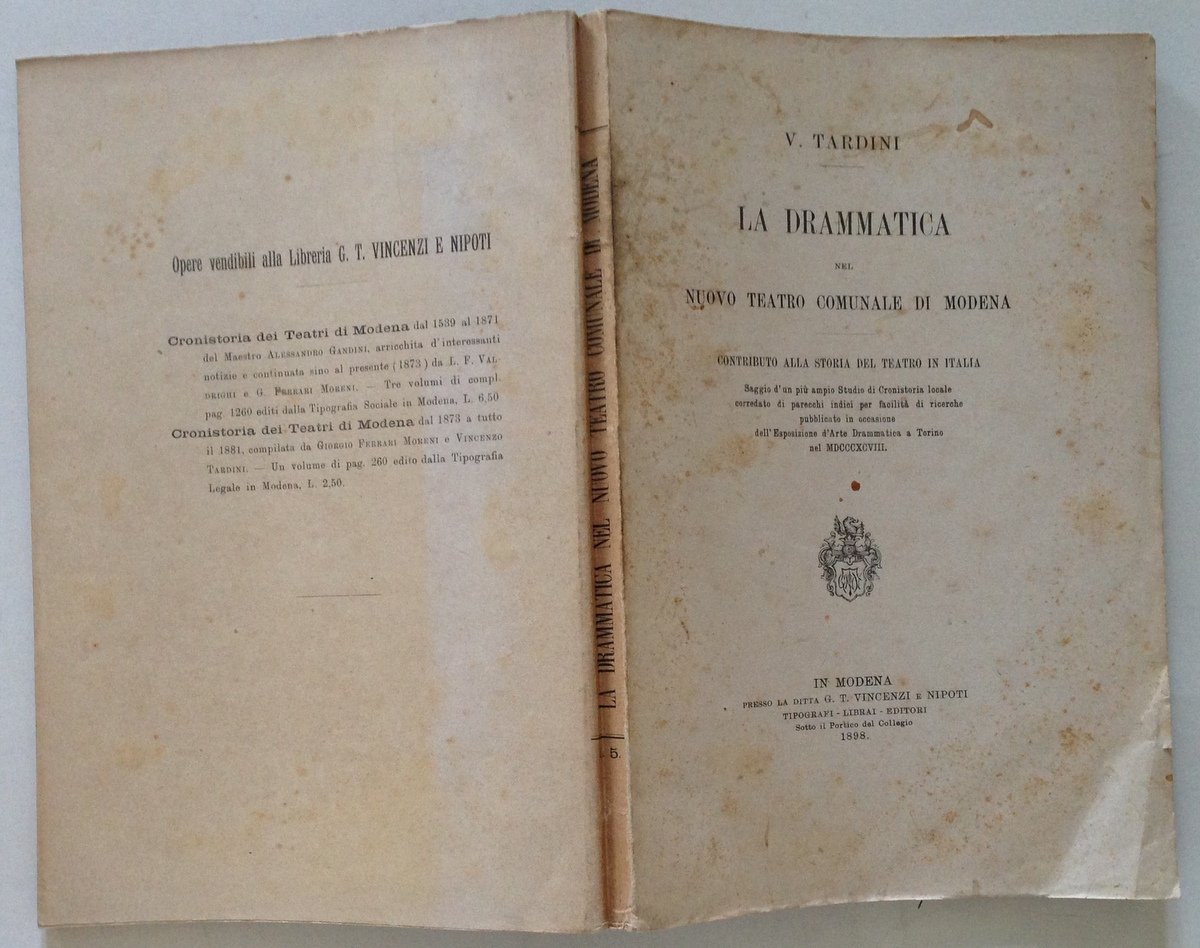 Opere vendibili alla Libreria G. T. VINCENZI E NIPOTI
Cronistoria dei Teatri di Modena dal 1539 al 1871
del Maestro ALESSANDRO GANDINI, arricchita d'interessanti
notizie e continuata sino al presente (1873) da L. F. VAL-
DRIGHI e G. FERRARI MORENI. — Tre volumi di compl.
pag. 1260 editi dalla Tipografia Sociale in Modena, L. 6,50
Cronistoria dei Teatri di Modena dal 1873 a tutto
il 1881, compilata da GIORGIO FERRARI MORENI e VINCENZO
TARDINI. — Un volume di pag. 260 edito dalla Tipografia
Legale in Modena, L. 2,50.
LA DRAMMATICA NEL NUOVO TEATRO COMUNALE DI MODENA
5.
V. TARDINI
LA DRAMMATICA
NEL
NUOVO TEATRO COMUNALE DI MODENA
CONTRIBUTO ALLA STORIA DEL TEATRO IN ITALIA
Saggio d'un più ampio Studio di Cronistoria locale
corredato di parecchi indici per facilità di ricerche
pubblicato in occasione
dell'Esposizione d'Arte Drammatica a Torino
nel MDCCCXCVIII.
IN MODENA
PRESSO LA DITTA G. T. VINCENZI E NIPOTI
TIPOGRAFI - LIBRAI - EDITORI
Sotto il Portico del Collegio
1898.